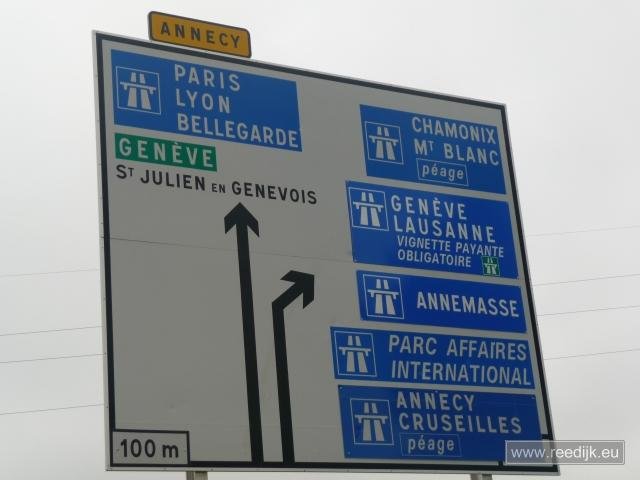 ANNECY
PARIS
LYON
BELLEGARDE
GENÈVE
Sᵀ JULIEN EN GENEVOIS
CHAMONIX
Mᵀ BLANC
péage
GENÈVE
LAUSANNE
VIGNETTE PAYANTE
OBLIGATOIRE
ANNEMASSE
PARC AFFAIRES
INTERNATIONAL
ANNECY
CRUSEILLES
péage
100 m
www.reedijk.eu